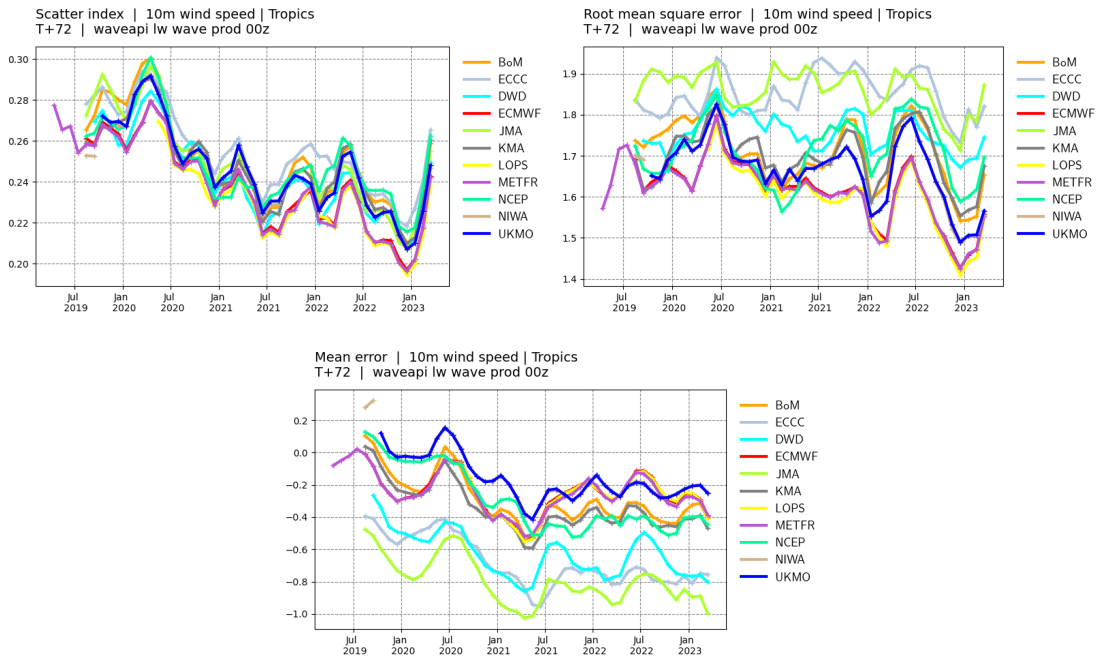 Scatter index | 10m wind speed | Tropics
T+72 | waveapi lw wave prod 00z
0.30
0.28
0.26
0.24
0.22
0.20
Jul
2019
Jan
2020
Jul
2020
Jan
2021
Jul
2021
Jan
2022
Jul
2022
Jan
2023
BoM
ECCC
DWD
ECMWF
JMA
KMA
LOPS
METFR
NCEP
NIWA
UKMO
Root mean square error | 10m wind speed | Tropics
T+72 | waveapi lw wave prod 00z
1.9
1.8
1.7
1.6
1.5
1.4
Jul
2019
Jan
2020
Jul
2020
Jan
2021
Jul
2021
Jan
2022
Jul
2022
Jan
2023
BoM
ECCC
DWD
ECMWF
JMA
KMA
LOPS
METFR
NCEP
NIWA
UKMO
Mean error | 10m wind speed | Tropics
T+72 | waveapi lw wave prod 00z
0.2
0.0
−0.2
−0.4
−0.6
−0.8
−1.0
Jul
2019
Jan
2020
Jul
2020
Jan
2021
Jul
2021
Jan
2022
Jul
2022
Jan
2023
BoM
ECCC
DWD
ECMWF
JMA
KMA
LOPS
METFR
NCEP
NIWA
UKMO